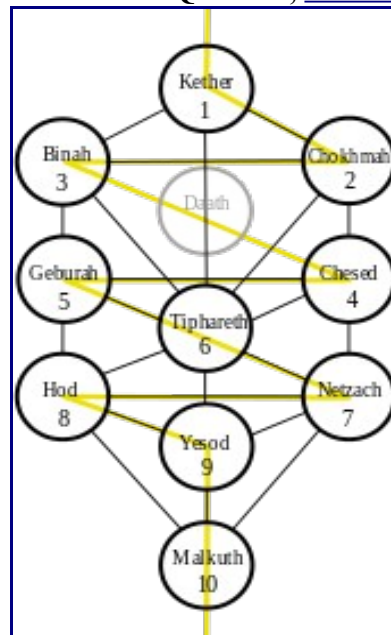 Kether
1
Binah
3
Chokhmah
2
Daath
Geburah
5
Chesed
4
Tiphareth
6
Hod
8
Netzach
7
Yesod
9
Malkuth
10